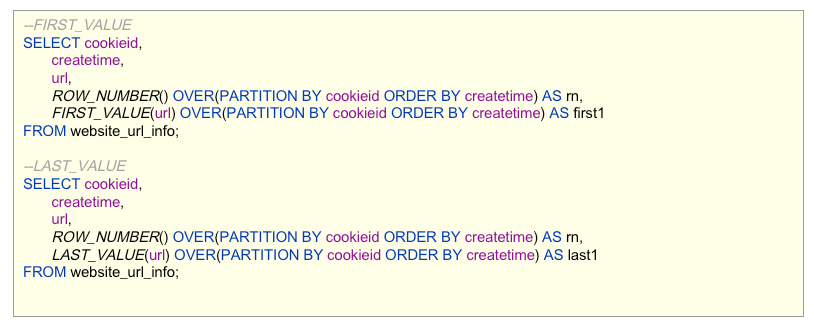 --FIRST_VALUE
SELECT cookieid,
createtime,
url,
ROW_NUMBER() OVER(PARTITION BY cookieid ORDER BY createtime) AS rn,
FIRST_VALUE(url) OVER(PARTITION BY cookieid ORDER BY createtime) AS first1
FROM website_url_info;
--LAST_VALUE
SELECT cookieid,
createtime,
url,
ROW_NUMBER() OVER(PARTITION BY cookieid ORDER BY createtime) AS rn,
LAST_VALUE(url) OVER(PARTITION BY cookieid ORDER BY createtime) AS last1
FROM website_url_info;